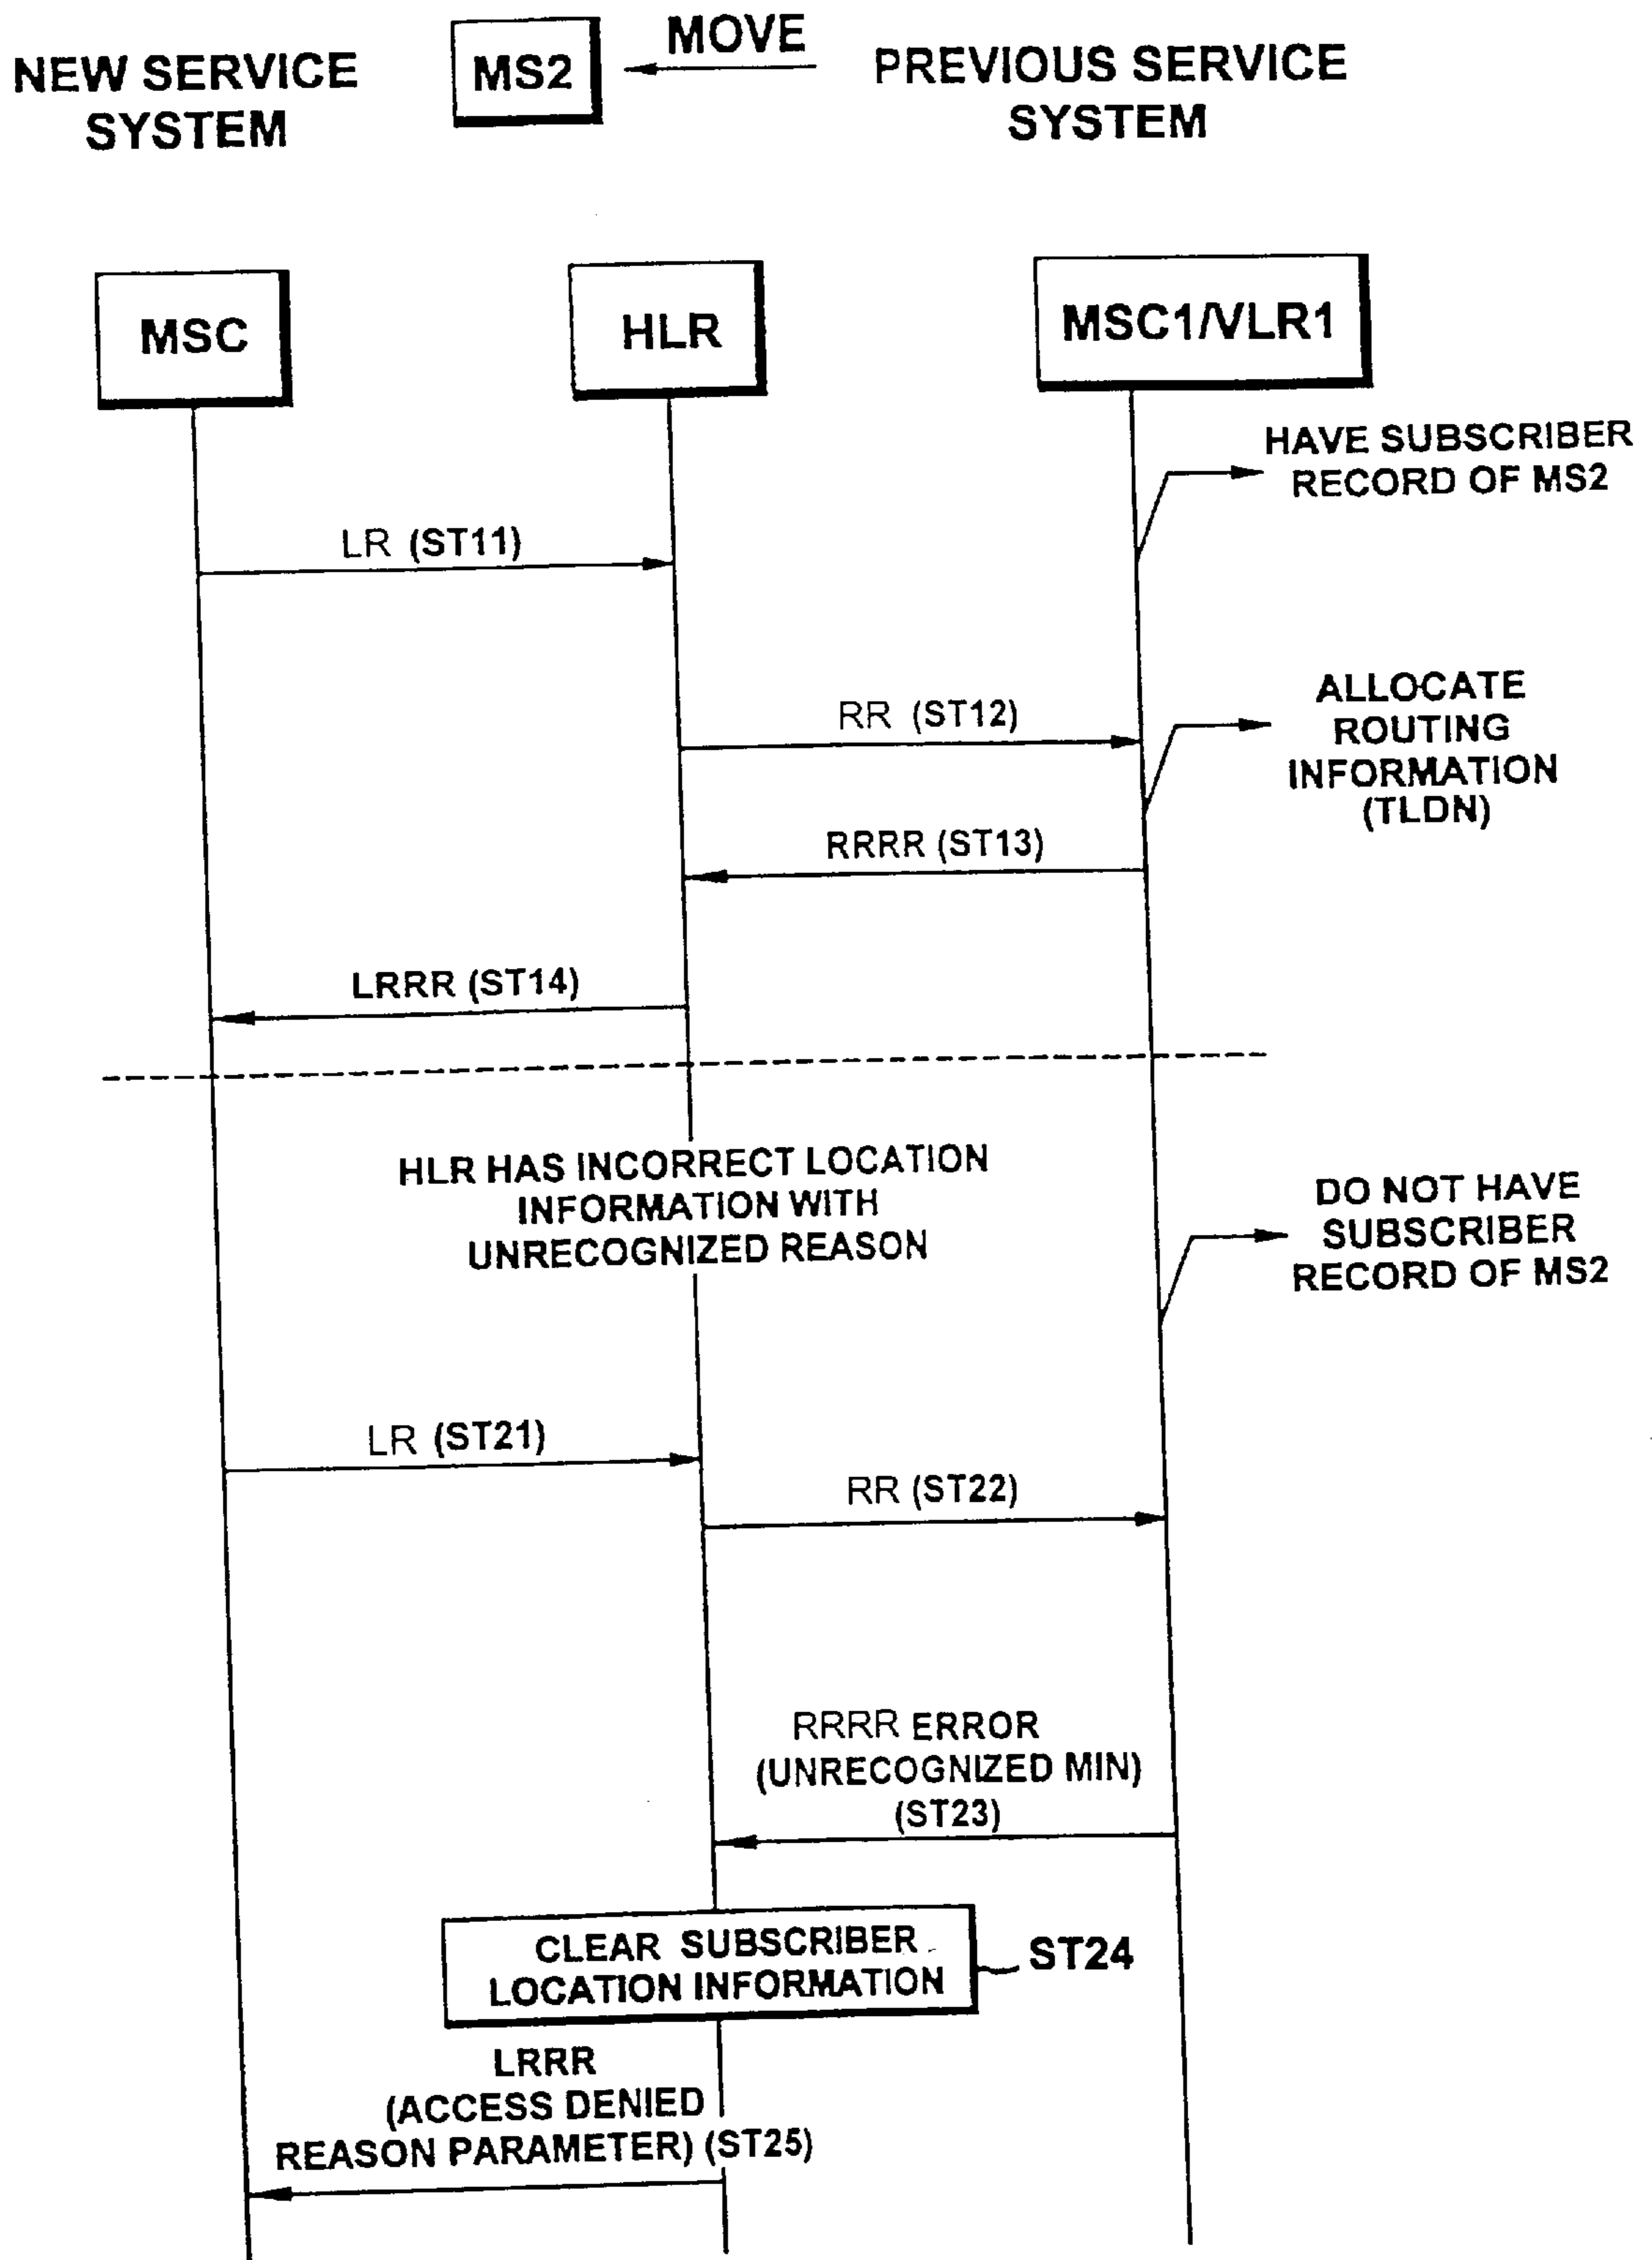 NEW SERVICE
SYSTEM
MS2
MOVE
PREVIOUS SERVICE
SYSTEM
MSC
HLR
MSC1/VLR1
HAVE SUBSCRIBER
RECORD OF MS2
LR (ST11)
RR (ST12)
ALLOCATE
ROUTING
INFORMATION
(TLDN)
RRRR (ST13)
LRRR (ST14)
HLR HAS INCORRECT LOCATION
INFORMATION WITH
UNRECOGNIZED REASON
DO NOT HAVE
SUBSCRIBER
RECORD OF MS2
LR (ST21)
RR (ST22)
RRRR ERROR
(UNRECOGNIZED MIN)
(ST23)
CLEAR SUBSCRIBER
LOCATION INFORMATION
ST24
LRRR
(ACCESS DENIED
REASON PARAMETER) (ST25)